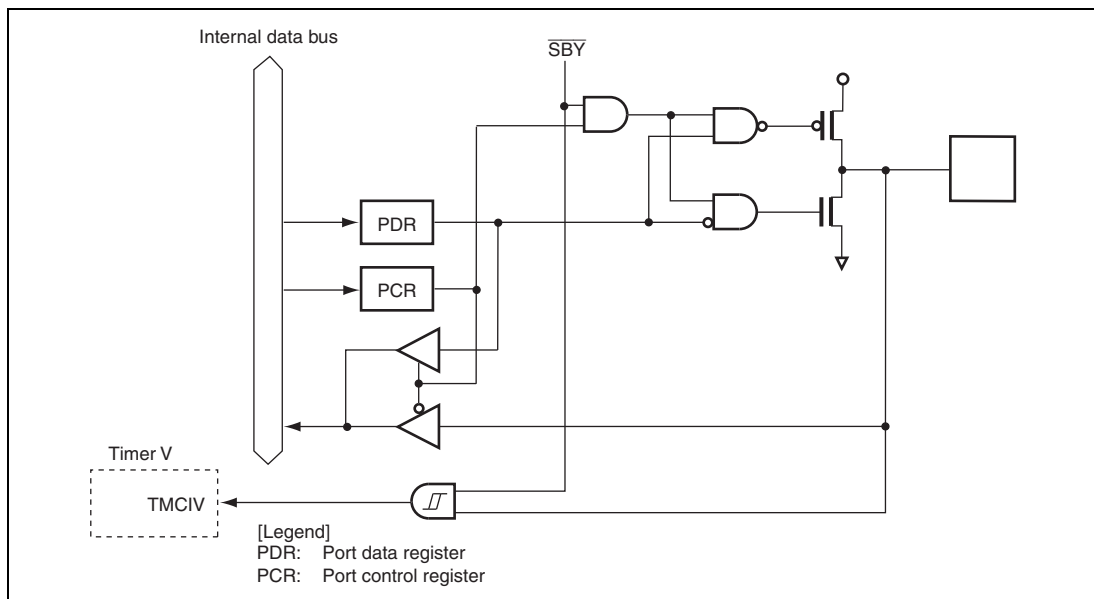 Internal data bus
SBY
PDR
PCR
Timer V
TMCIV
[Legend]
PDR: Port data register
PCR: Port control register